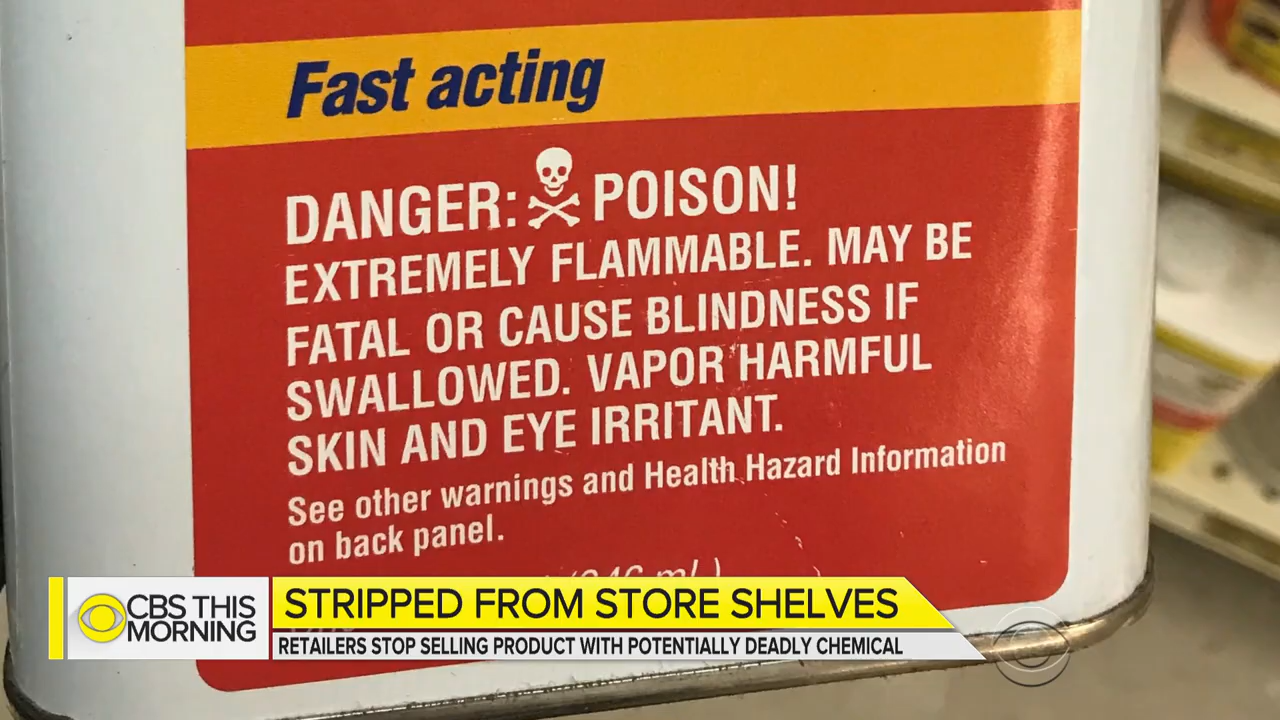 Fast acting
DANGER: POISON!
EXTREMELY FLAMMABLE. MAY BE
FATAL OR CAUSE BLINDNESS IF
SWALLOWED. VAPOR HARMFUL
SKIN AND EYE IRRITANT.
See other warnings and Health Hazard Information
on back panel.
(946 mL)
CBS THIS
MORNING
STRIPPED FROM STORE SHELVES
RETAILERS STOP SELLING PRODUCT WITH POTENTIALLY DEADLY CHEMICAL